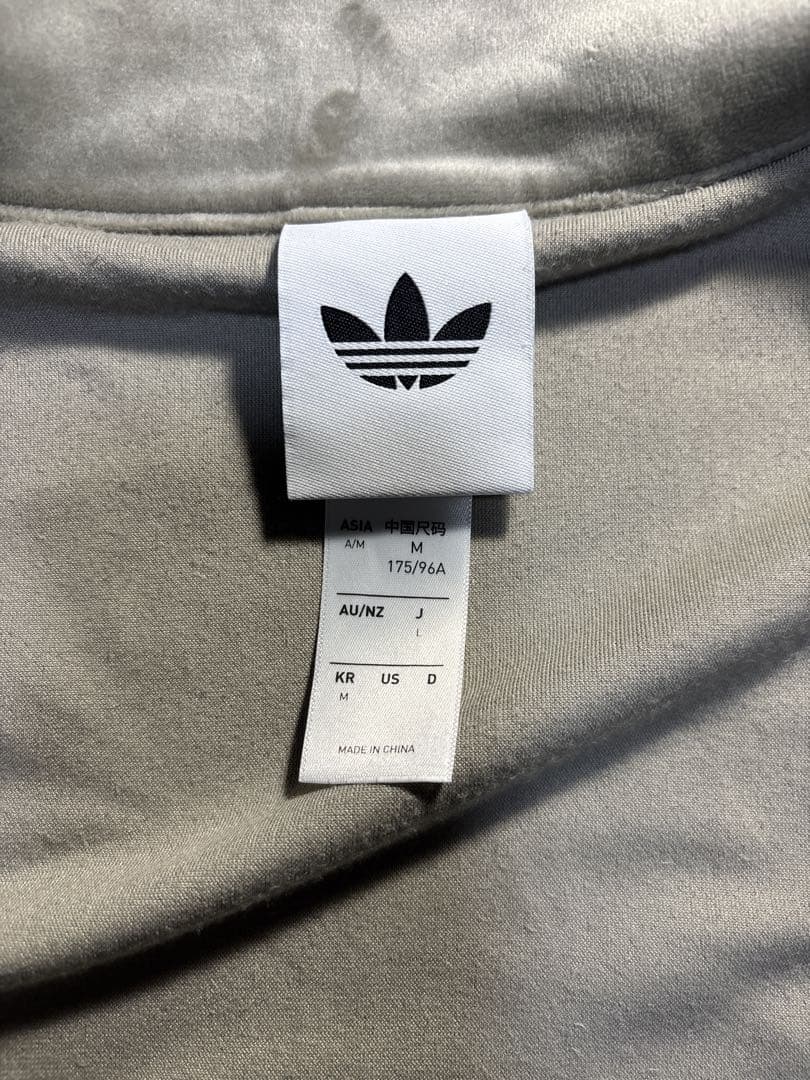 ASIA 中国尺码
A/M M
175/96A
AU/NZ J
L
KR US D
M
MADE IN CHINA